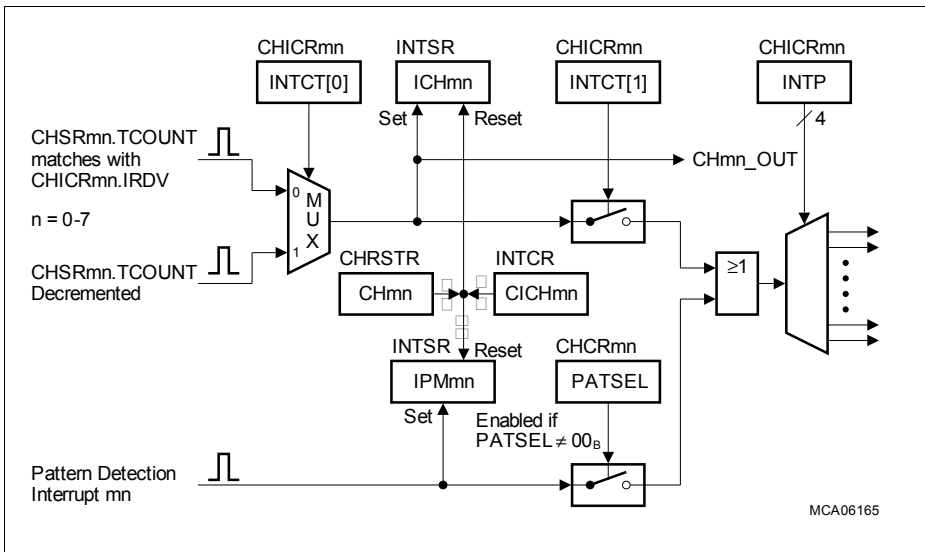 CHICRmn
INTCT[0]
INTSR
ICHmn
CHICRmn
INTCT[1]
CHICRmn
INTP
Set
Reset
4
CHSRmn.TCOUNT
matches with
CHICRmn.IRDV
CHmn_OUT
n = 0-7
0
M
U
X
1
CHSRmn.TCOUNT
Decremented
CHRSTR
CHmn
INTCR
CICHmn
≥1
INTSR
Reset
IPMmn
Set
CHCRmn
PATSEL
Enabled if
PATSEL ≠ 00B
Pattern Detection
Interrupt mn
MCA06165